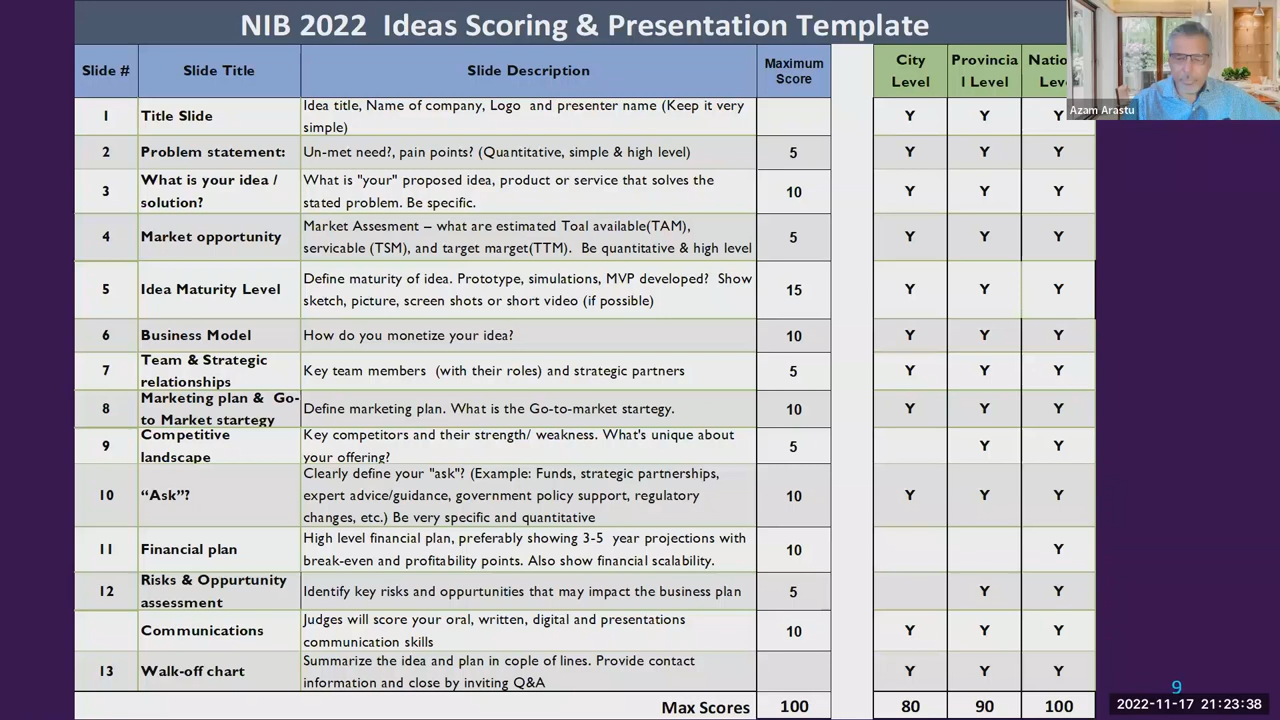 NIB 2022 Ideas Scoring & Presentation Template
Slide # Slide Title Slide Description Maximum Score City Level Provincial Level Natio Leve
1 Title Slide Idea title, Name of company, Logo and presenter name (Keep it very simple) Y Y Y
2 Problem statement: Un-met need?, pain points? (Quantitative, simple & high level) 5 Y Y Y
3 What is your idea / solution? What is "your" proposed idea, product or service that solves the stated problem. Be specific. 10 Y Y Y
4 Market opportunity Market Assesment – what are estimated Toal available(TAM), servicable (TSM), and target marget(TTM). Be quantitative & high level 5 Y Y Y
5 Idea Maturity Level Define maturity of idea. Prototype, simulations, MVP developed? Show sketch, picture, screen shots or short video (if possible) 15 Y Y Y
6 Business Model How do you monetize your idea? 10 Y Y Y
7 Team & Strategic relationships Key team members (with their roles) and strategic partners 5 Y Y Y
8 Marketing plan & Go-to Market startegy Define marketing plan. What is the Go-to-market startegy. 10 Y Y Y
9 Competitive landscape Key competitors and their strength/ weakness. What's unique about your offering? 5 Y Y
10 “Ask”? Clearly define your "ask"? (Example: Funds, strategic partnerships, expert advice/guidance, government policy support, regulatory changes, etc.) Be very specific and quantitative 10 Y Y Y
11 Financial plan High level financial plan, preferably showing 3-5 year projections with break-even and profitability points. Also show financial scalability. 10 Y
12 Risks & Oppurtunity assessment Identify key risks and oppurtunities that may impact the business plan 5 Y Y
Communications Judges will score your oral, written, digital and presentations communication skills 10 Y Y Y
13 Walk-off chart Summarize the idea and plan in cople of lines. Provide contact information and close by inviting Q&A Y Y Y
Max Scores 100 80 90 100
Azam Arastu
9
2022-11-17 21:23:38